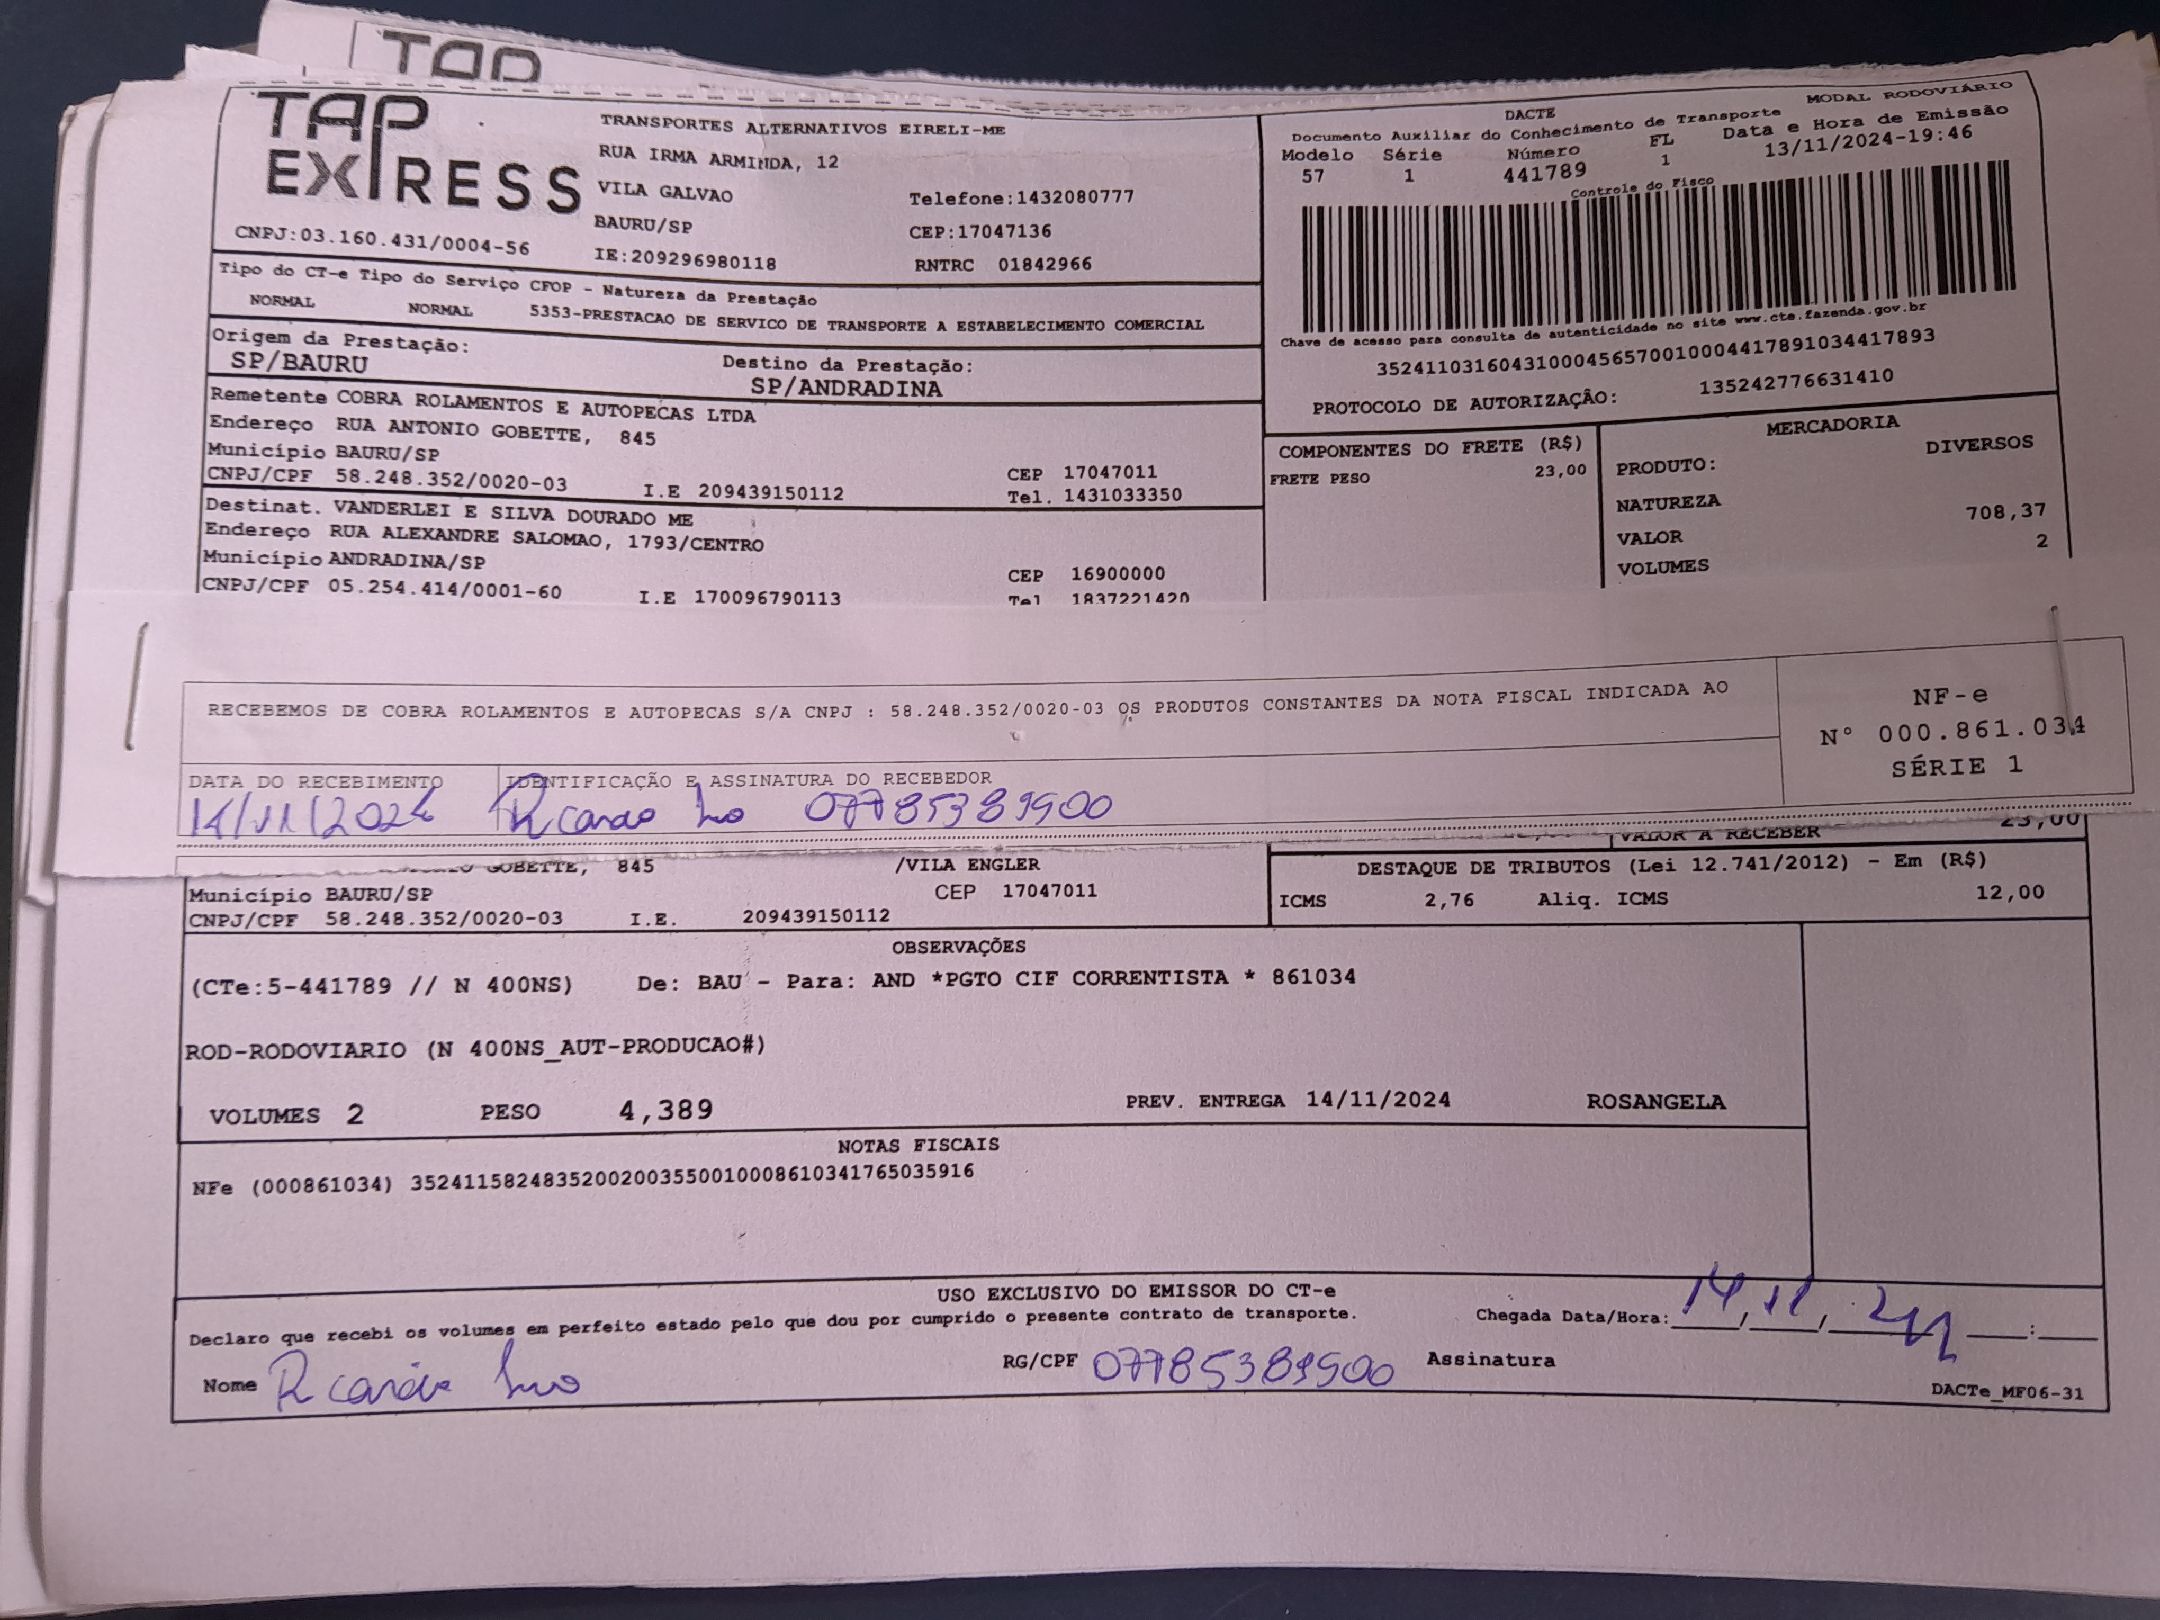 TAP
TAP
EXPRESS
CNPJ:03.160.431/0004-56
TRANSPORTES ALTERNATIVOS EIRELI-ME
RUA IRMA ARMINDA, 12
VILA GALVAO
Telefone:1432080777
BAURU/SP
CEP:17047136
IE:209296980118
RNTRC 01842966
DACTE
MODAL RODOVIÁRIO
Documento Auxiliar do Conhecimento de Transporte
Modelo Série Número FL Data e Hora de Emissão
57 1 441789 1 13/11/2024-19:46
Controle do Fisco
Chave de acesso para consulta de autenticidade no site www.cte.fazenda.gov.br
35241103160431000456570010004417891034417893
PROTOCOLO DE AUTORIZAÇÂO: 135242776631410
Tipo do CT-e Tipo do Serviço CFOP - Natureza da Prestação
NORMAL NORMAL 5353-PRESTACAO DE SERVICO DE TRANSPORTE A ESTABELECIMENTO COMERCIAL
Origem da Prestação: Destino da Prestação:
SP/BAURU SP/ANDRADINA
Remetente COBRA ROLAMENTOS E AUTOPECAS LTDA
Endereço RUA ANTONIO GOBETTE, 845
Município BAURU/SP CEP 17047011
CNPJ/CPF 58.248.352/0020-03 I.E 209439150112 Tel. 1431033350
Destinat. VANDERLEI E SILVA DOURADO ME
Endereço RUA ALEXANDRE SALOMAO, 1793/CENTRO
Município ANDRADINA/SP CEP 16900000
CNPJ/CPF 05.254.414/0001-60 I.E 170096790113 Tel 1837221420
COMPONENTES DO FRETE (R$)
FRETE PESO 23,00
MERCADORIA
PRODUTO: DIVERSOS
NATUREZA
VALOR 708,37
VOLUMES 2
RECEBEMOS DE COBRA ROLAMENTOS E AUTOPECAS S/A CNPJ : 58.248.352/0020-03 OS PRODUTOS CONSTANTES DA NOTA FISCAL INDICADA AO
NF-e
N° 000.861.034
SÉRIE 1
DATA DO RECEBIMENTO IDENTIFICAÇÃO E ASSINATURA DO RECEBEDOR
14/11/2024 Ricardo 07785389900
VALOR A RECEBER 23,00
GOBETTE, 845 /VILA ENGLER
Município BAURU/SP CEP 17047011
CNPJ/CPF 58.248.352/0020-03 I.E. 209439150112
DESTAQUE DE TRIBUTOS (Lei 12.741/2012) - Em (R$)
ICMS 2,76 Aliq. ICMS 12,00
OBSERVAÇÕES
(CTe:5-441789 // N 400NS) De: BAU - Para: AND *PGTO CIF CORRENTISTA * 861034
ROD-RODOVIARIO (N 400NS_AUT-PRODUCAO#)
VOLUMES 2 PESO 4,389 PREV. ENTREGA 14/11/2024 ROSANGELA
NOTAS FISCAIS
NFe (000861034) 35241158248352002003550010008610341765035916
USO EXCLUSIVO DO EMISSOR DO CT-e
Declaro que recebi os volumes em perfeito estado pelo que dou por cumprido o presente contrato de transporte. Chegada Data/Hora: 14/11/24 :
Nome Ricardo RG/CPF 07785389900 Assinatura
DACTe_MF06-31